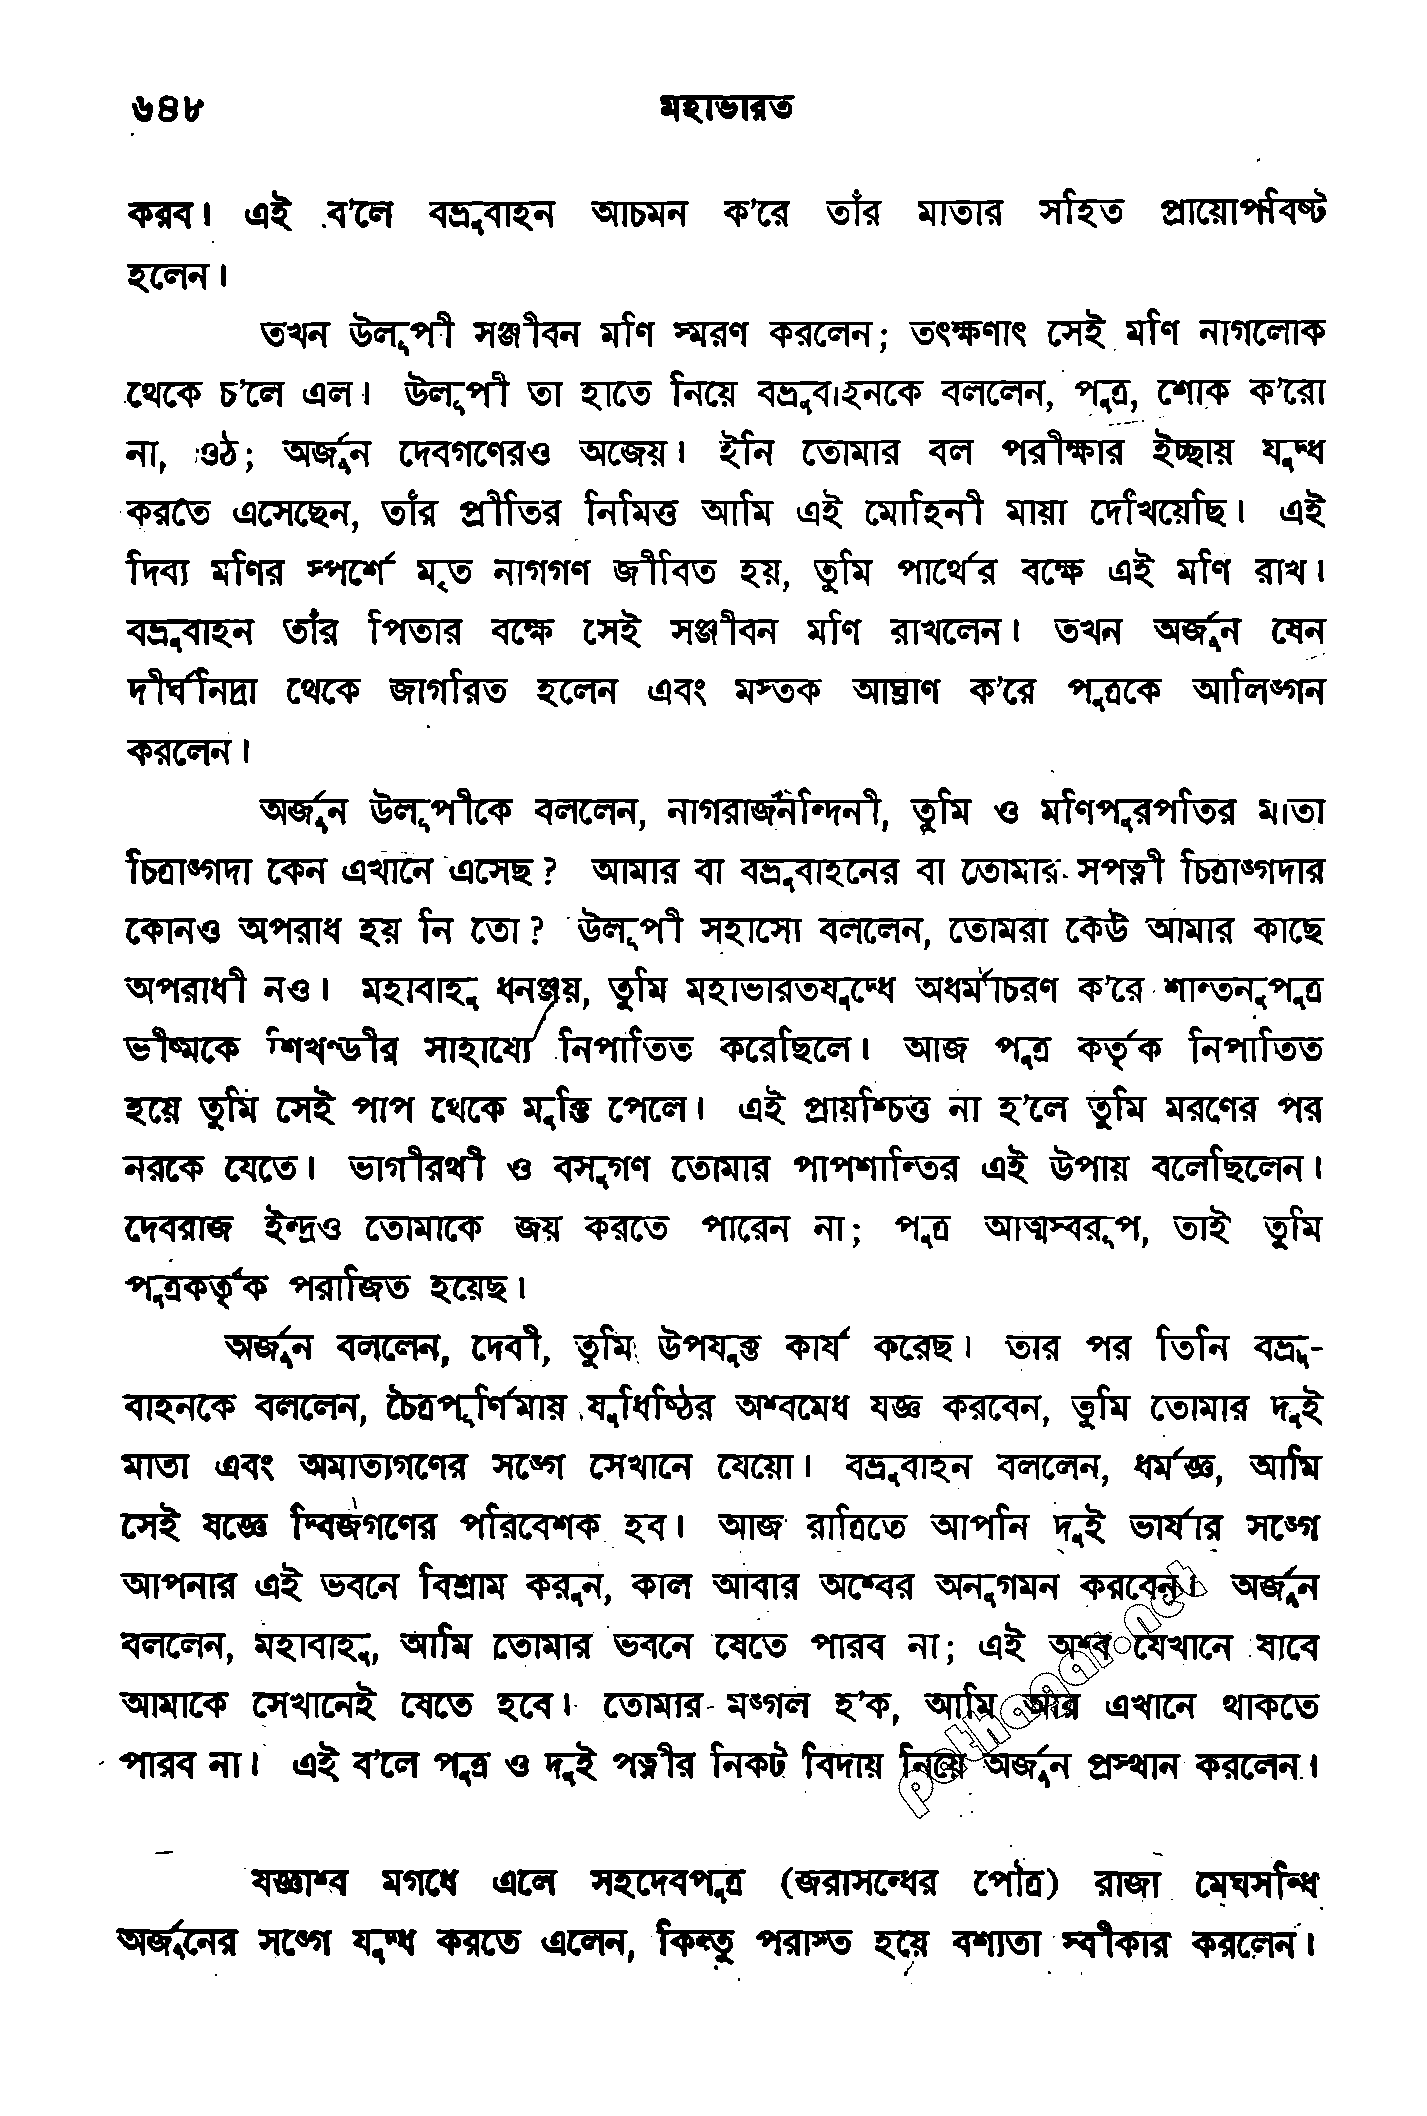 ৬৪৮ মহাভারত
করব। এই ব'লে বভ্রুবাহন আচমন ক'রে তাঁর মাতার সহিত প্রায়োপবিষ্ট
হলেন।
তখন উলূপী সঞ্জীবন মণি স্মরণ করলেন; তৎক্ষণাৎ সেই মণি নাগলোক
থেকে চ'লে এল। উলূপী তা হাতে নিয়ে বভ্রুবাহনকে বললেন, পুত্র, শোক ক'রো
না, ওঠ; অর্জুন দেবগণেরও অজেয়। ইনি তোমার বল পরীক্ষার ইচ্ছায় যুদ্ধ
করতে এসেছেন, তাঁর প্রীতির নিমিত্ত আমি এই মোহিনী মায়া দেখিয়েছি। এই
দিব্য মণির স্পর্শে মৃত নাগগণ জীবিত হয়, তুমি পার্থের বক্ষে এই মণি রাখ।
বভ্রুবাহন তাঁর পিতার বক্ষে সেই সঞ্জীবন মণি রাখলেন। তখন অর্জুন যেন
দীর্ঘনিদ্রা থেকে জাগরিত হলেন এবং মস্তক আঘ্রাণ ক'রে পুত্রকে আলিঙ্গন
করলেন।
অর্জুন উলূপীকে বললেন, নাগরাজনন্দিনী, তুমি ও মণিপুরপতির মাতা
চিত্রাঙ্গদা কেন এখানে এসেছ? আমার বা বভ্রুবাহনের বা তোমার সপত্নী চিত্রাঙ্গদার
কোনও অপরাধ হয় নি তো? উলূপী সহাস্যে বললেন, তোমরা কেউ আমার কাছে
অপরাধী নও। মহাবাহু ধনঞ্জয়, তুমি মহাভারতযুদ্ধে অধর্মাচরণ ক'রে শান্তনুপুত্র
ভীষ্মকে শিখণ্ডীর সাহায্যে নিপাতিত করেছিলে। আজ পুত্র কর্তৃক নিপাতিত
হয়ে তুমি সেই পাপ থেকে মুক্তি পেলে। এই প্রায়শ্চিত্ত না হ'লে তুমি মরণের পর
নরকে যেতে। ভাগীরথী ও বসুগণ তোমার পাপশান্তির এই উপায় বলেছিলেন।
দেবরাজ ইন্দ্রও তোমাকে জয় করতে পারেন না; পুত্র আত্মস্বরূপ, তাই তুমি
পুত্রকর্তৃক পরাজিত হয়েছ।
অর্জুন বললেন, দেবী, তুমি উপযুক্ত কার্য করেছ। তার পর তিনি বভ্রু-
বাহনকে বললেন, চৈত্রপূর্ণিমায় যুধিষ্ঠির অশ্বমেধ যজ্ঞ করবেন, তুমি তোমার দুই
মাতা এবং অমাত্যগণের সঙ্গে সেখানে যেয়ো। বভ্রুবাহন বললেন, ধর্মজ্ঞ, আমি
সেই যজ্ঞে দ্বিজগণের পরিবেশক হব। আজ রাত্রিতে আপনি দুই ভার্যার সঙ্গে
আপনার এই ভবনে বিশ্রাম করুন, কাল আবার অশ্বের অনুগমন করবেন। অর্জুন
বললেন, মহাবাহু, আমি তোমার ভবনে যেতে পারব না; এই অশ্ব যেখানে যাবে
আমাকে সেখানেই যেতে হবে। তোমার মঙ্গল হ'ক, আমি আর এখানে থাকতে
পারব না। এই ব'লে পুত্র ও দুই পত্নীর নিকট বিদায় নিয়ে অর্জুন প্রস্থান করলেন।
pathagar.net
যজ্ঞাশ্ব মগধে এলে সহদেবপুত্র (জরাসন্ধের পৌত্র) রাজা মেঘসন্ধি
অর্জুনের সঙ্গে যুদ্ধ করতে এলেন, কিন্তু পরাস্ত হয়ে বশ্যতা স্বীকার করলেন।